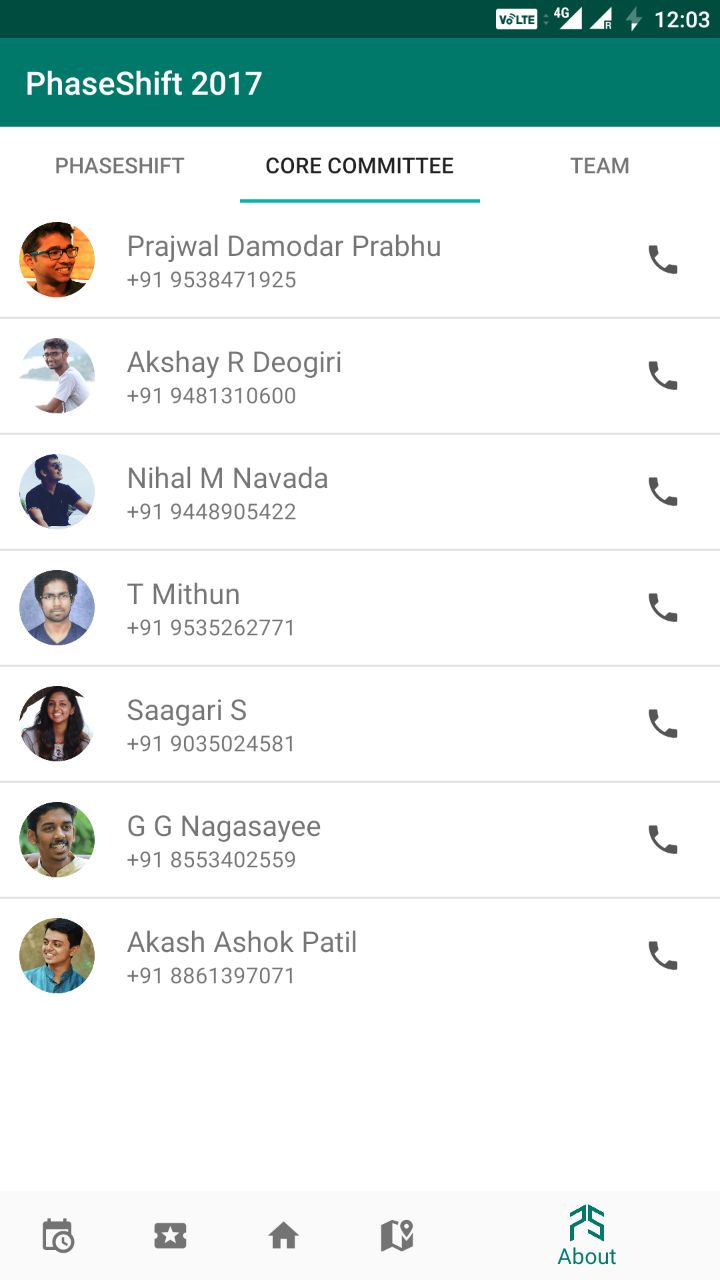 VoLTE 4G R 12:03
PhaseShift 2017
PHASESHIFT CORE COMMITTEE TEAM
Prajwal Damodar Prabhu
+91 9538471925
Akshay R Deogiri
+91 9481310600
Nihal M Navada
+91 9448905422
T Mithun
+91 9535262771
Saagari S
+91 9035024581
G G Nagasayee
+91 8553402559
Akash Ashok Patil
+91 8861397071
About